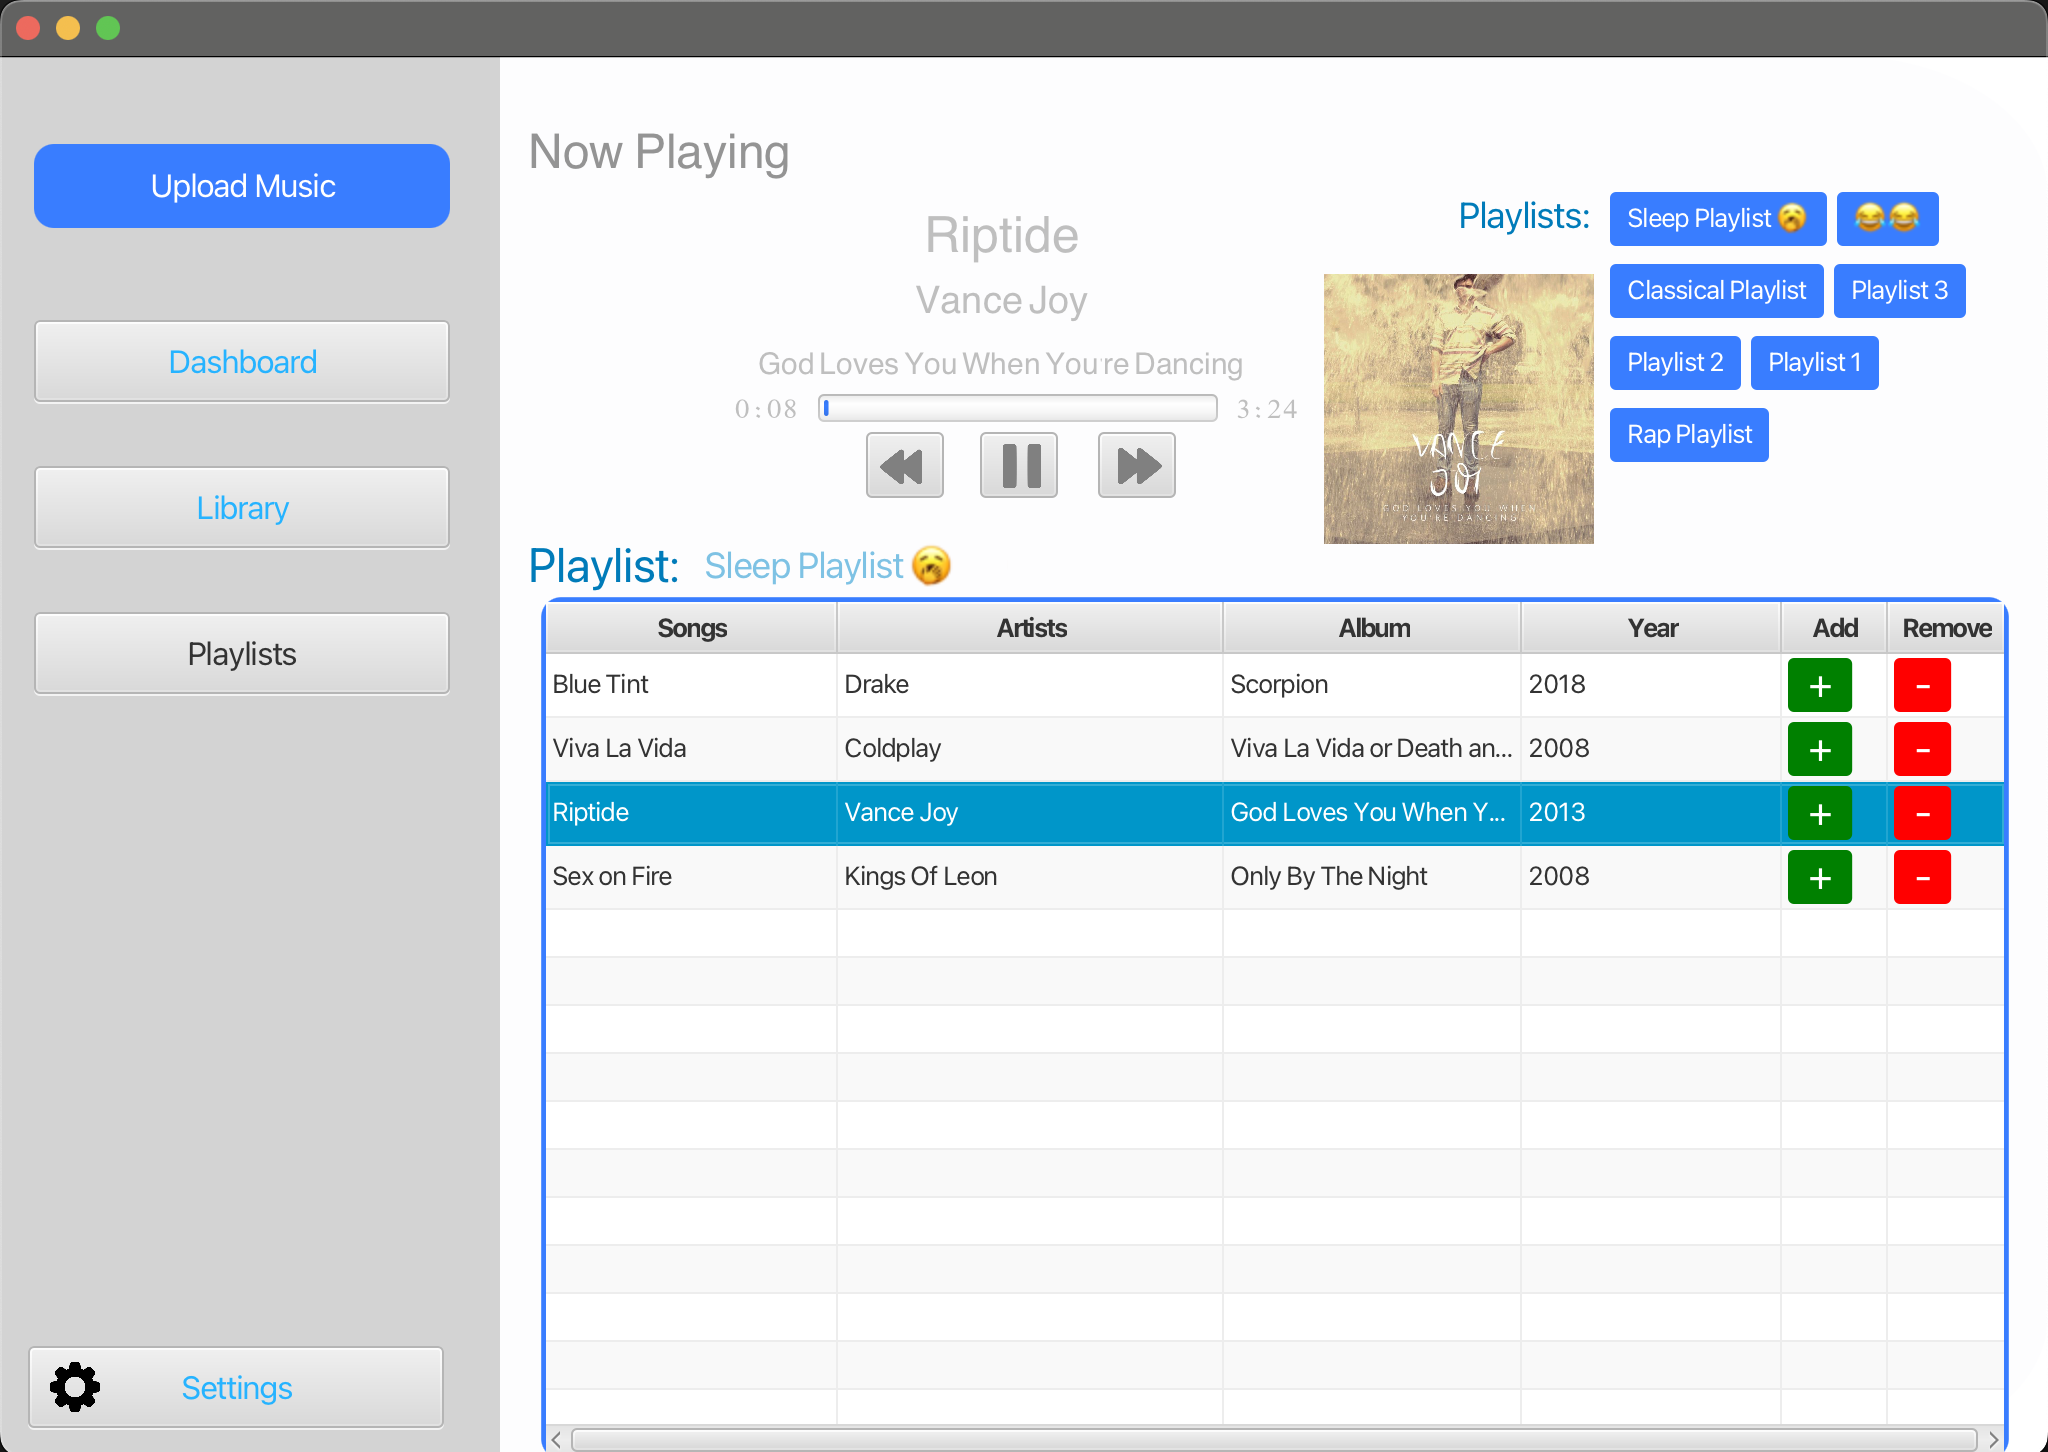 Upload Music
Dashboard
Library
Playlists
Settings
Now Playing
Riptide
Vance Joy
God Loves You When You're Dancing
0:08 3:24
Playlists: Sleep Playlist 🥱 😂😂
Classical Playlist Playlist 3
Playlist 2 Playlist 1
Rap Playlist
VANCE
JOY
GOD LOVES YOU WHEN
YOU'RE DANCING
Playlist: Sleep Playlist 🥱
Songs Artists Album Year Add Remove
Blue Tint Drake Scorpion 2018 + -
Viva La Vida Coldplay Viva La Vida or Death an... 2008 + -
Riptide Vance Joy God Loves You When Y... 2013 + -
Sex on Fire Kings Of Leon Only By The Night 2008 + -